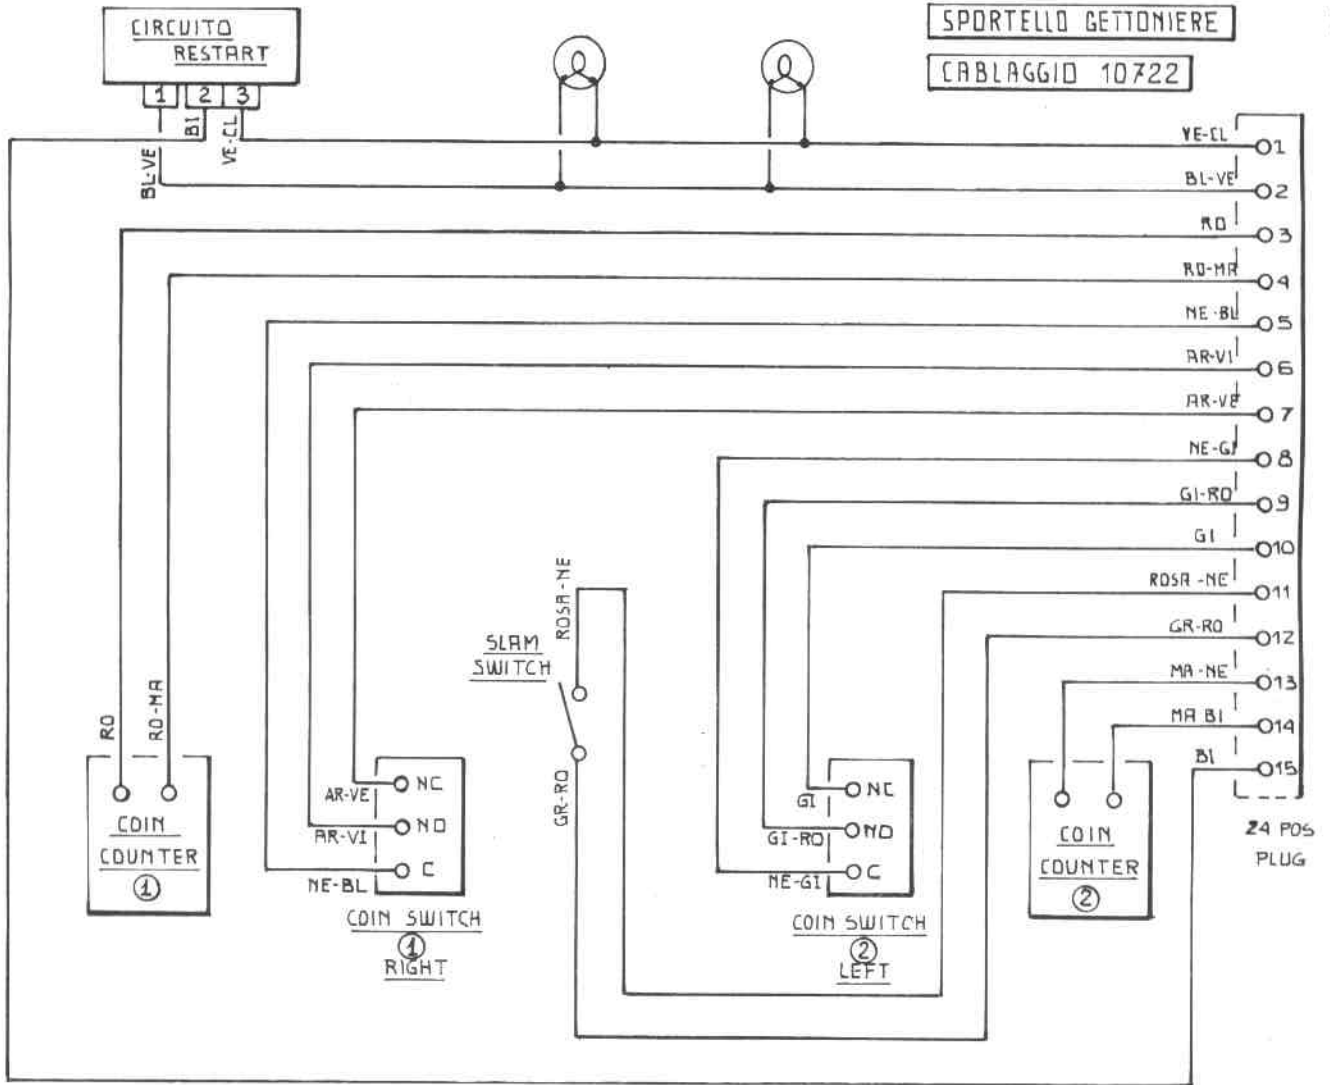 SPORTELLO GETTONIERE
CABLAGGIO 10722
CIRCUITO
RESTART
1 2 3
BL-VE
BI
VE-CL
VE-CL 1
BL-VE 2
RO 3
RO-MA 4
NE-BL 5
AR-VI 6
AR-VE 7
NE-GI 8
GI-RO 9
GI 10
ROSA-NE 11
GR-RO 12
MA-NE 13
MA BI 14
BI 15
24 POS
PLUG
RO
RO-MA
COIN
COUNTER
1
AR-VE NC
AR-VI NO
NE-BL C
COIN SWITCH
1
RIGHT
SLAM
SWITCH
ROSA-NE
GR-RO
GI NC
GI-RO NO
NE-GI C
COIN SWITCH
2
LEFT
COIN
COUNTER
2